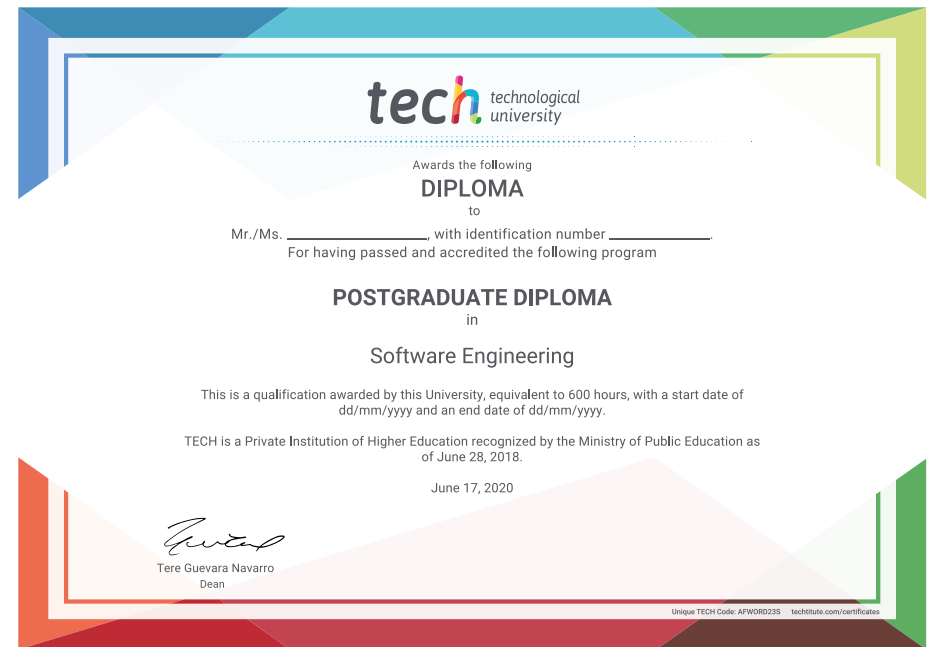 tech technological
university
Awards the following
DIPLOMA
to
Mr./Ms. ____________________, with identification number ______________.
For having passed and accredited the following program
POSTGRADUATE DIPLOMA
in
Software Engineering
This is a qualification awarded by this University, equivalent to 600 hours, with a start date of
dd/mm/yyyy and an end date of dd/mm/yyyy.
TECH is a Private Institution of Higher Education recognized by the Ministry of Public Education as
of June 28, 2018.
June 17, 2020
Tere Guevara Navarro
Dean
Unique TECH Code: AFWORD23S techtitute.com/certificates